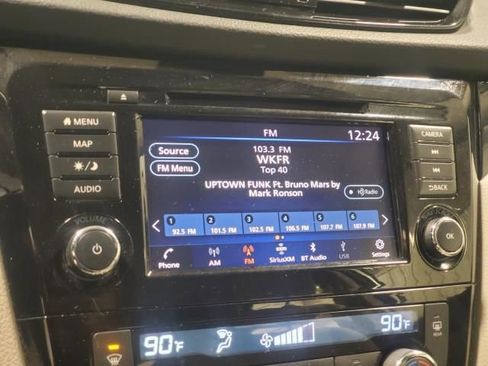 MENU
MAP
AUDIO
VOLUME
FM
12:24
Source
FM Menu
103.3 FM
WKFR
Top 40
UPTOWN FUNK Ft. Bruno Mars by
Mark Ronson
HD Radio
1 2 3 4 5 6
92.5 FM 101.5 FM 102.5 FM 106.5 FM 107.7 FM 107.9 FM
Phone AM FM SiriusXM BT Audio USB Settings
CAMERA
BACK
OK
90°F
90°F